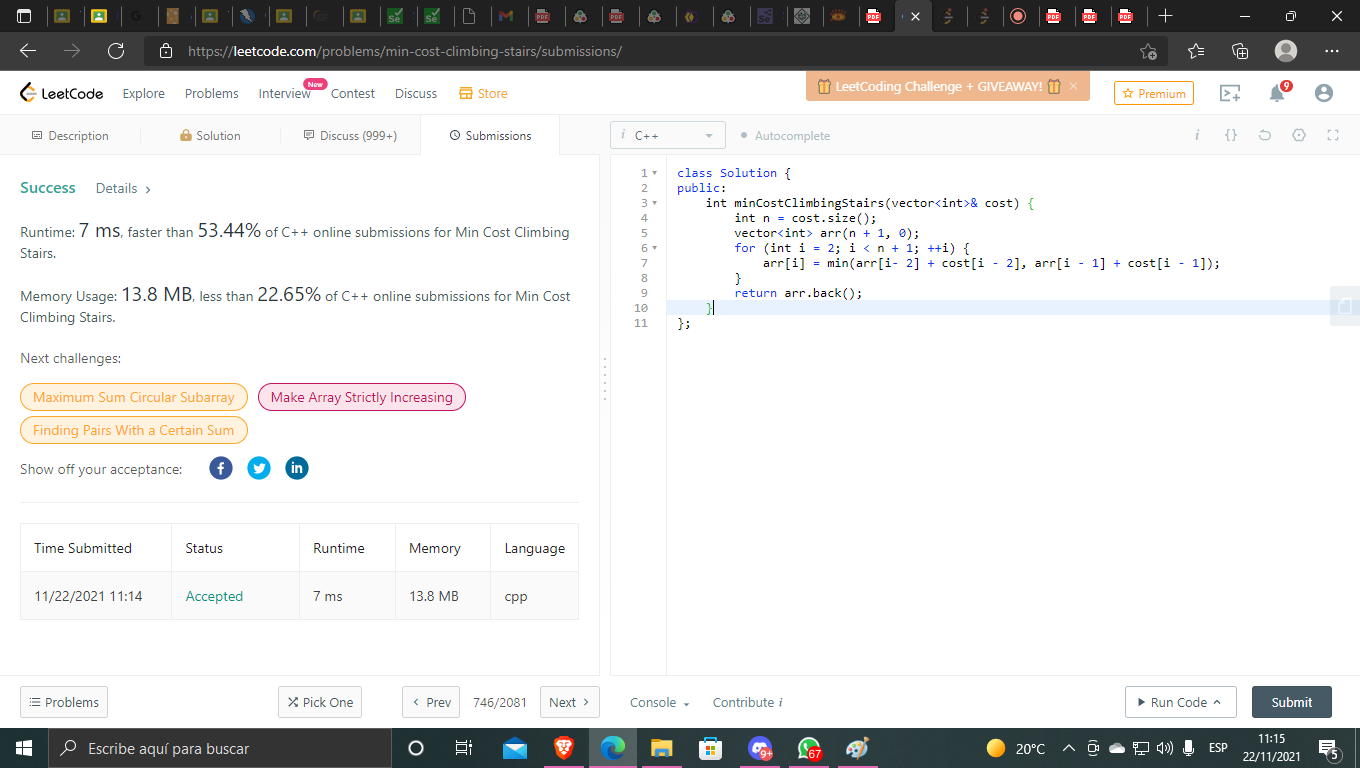 https://leetcode.com/problems/min-cost-climbing-stairs/submissions/
LeetCode
Explore
Problems
Interview
New
Contest
Discuss
Store
LeetCoding Challenge + GIVEAWAY!
Premium
9
Description
Solution
Discuss (999+)
Submissions
i C++
Autocomplete
Success
Details
Runtime: 7 ms, faster than 53.44% of C++ online submissions for Min Cost Climbing
Stairs.
Memory Usage: 13.8 MB, less than 22.65% of C++ online submissions for Min Cost
Climbing Stairs.
Next challenges:
Maximum Sum Circular Subarray
Make Array Strictly Increasing
Finding Pairs With a Certain Sum
Show off your acceptance:
Time Submitted Status Runtime Memory Language
11/22/2021 11:14 Accepted 7 ms 13.8 MB cpp
1 class Solution {
2 public:
3 int minCostClimbingStairs(vector<int>& cost) {
4 int n = cost.size();
5 vector<int> arr(n + 1, 0);
6 for (int i = 2; i < n + 1; ++i) {
7 arr[i] = min(arr[i- 2] + cost[i - 2], arr[i - 1] + cost[i - 1]);
8 }
9 return arr.back();
10 }
11 };
Problems
Pick One
Prev
746/2081
Next
Console
Contribute i
Run Code
Submit
Escribe aquí para buscar
9+
67
20°C
ESP
11:15
22/11/2021
5